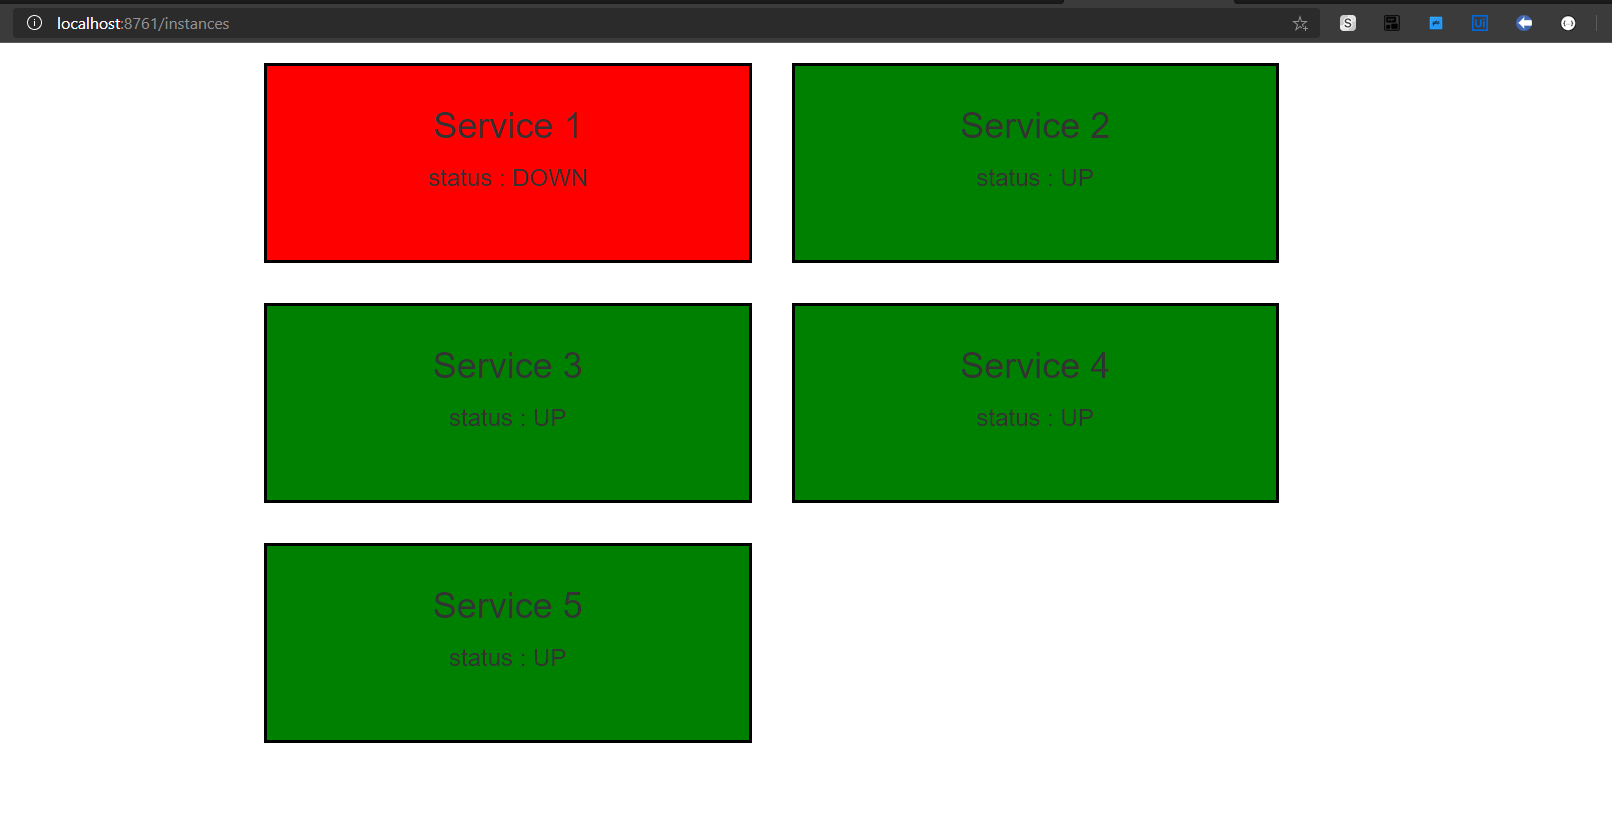 localhost:8761/instances
S
Ui
Service 1
status : DOWN
Service 2
status : UP
Service 3
status : UP
Service 4
status : UP
Service 5
status : UP